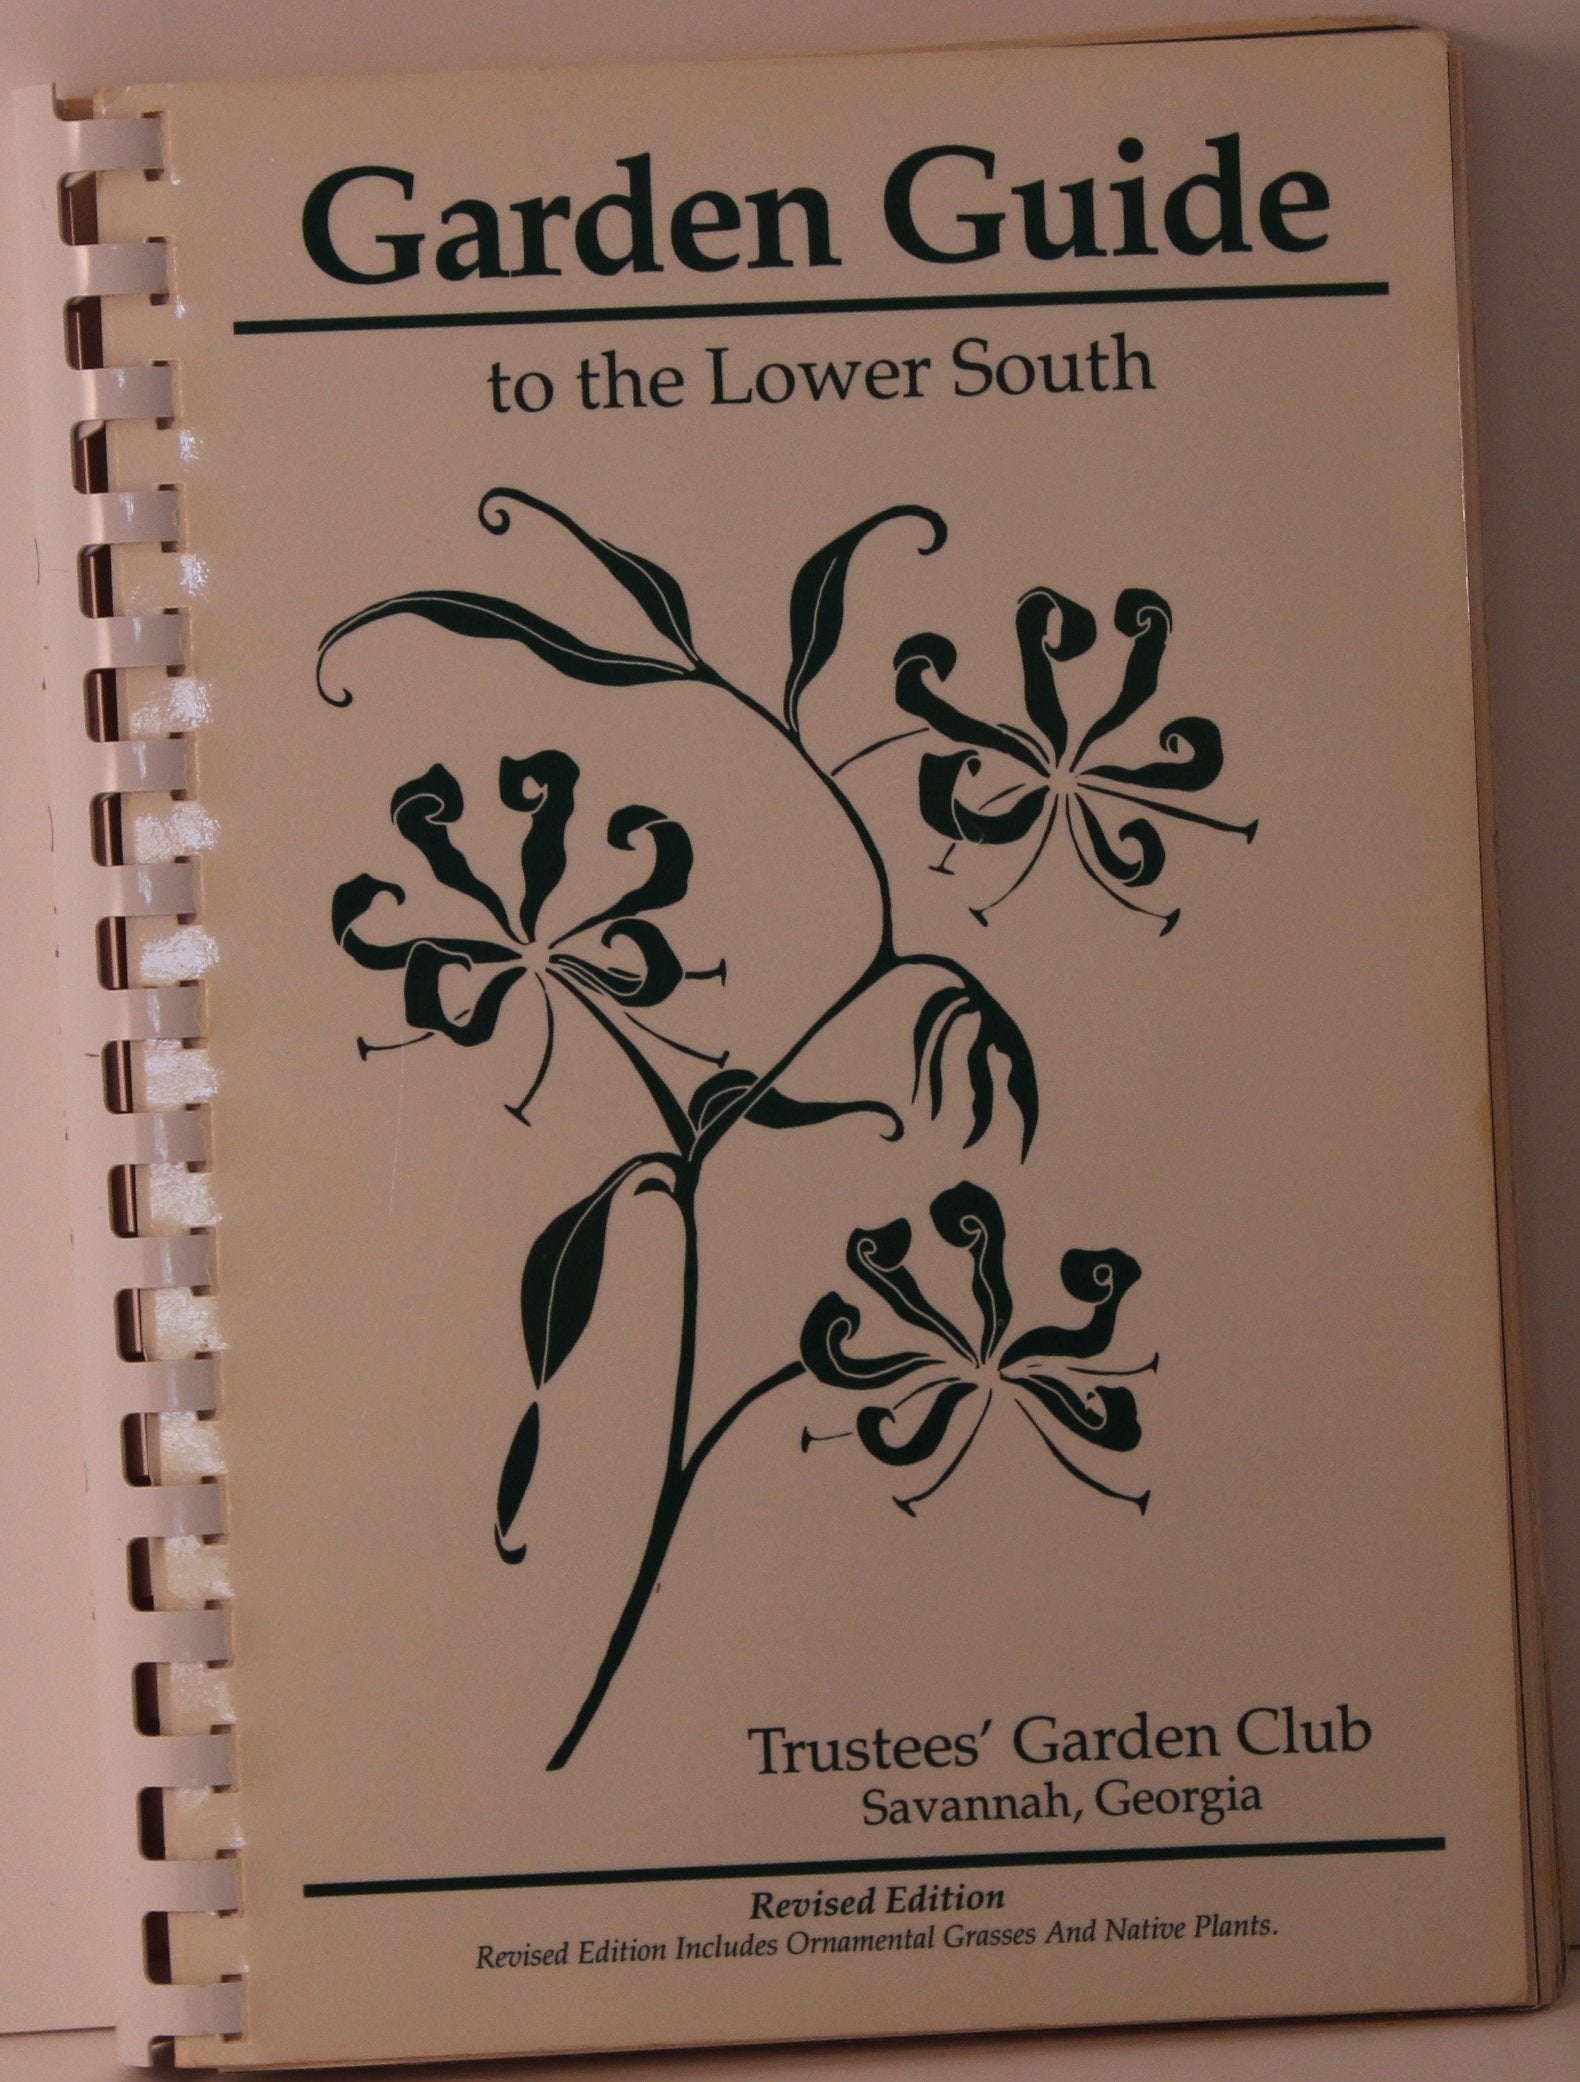 Garden Guide
to the Lower South
Trustees’ Garden Club
Savannah, Georgia
Revised Edition
Revised Edition Includes Ornamental Grasses And Native Plants.